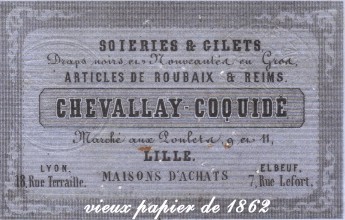 SOIERIES & GILETS.
Draps noirs et Nouveautés en Gros,
ARTICLES DE ROUBAIX & REIMS.
CHEVALLAY-COQUIDÉ
Marché aux Poulets, 9 et 11,
LILLE.
MAISONS D'ACHATS
LYON,
18, Rue Terraille.
ELBEUF,
7, Rue Lefort.
vieux papier de 1862